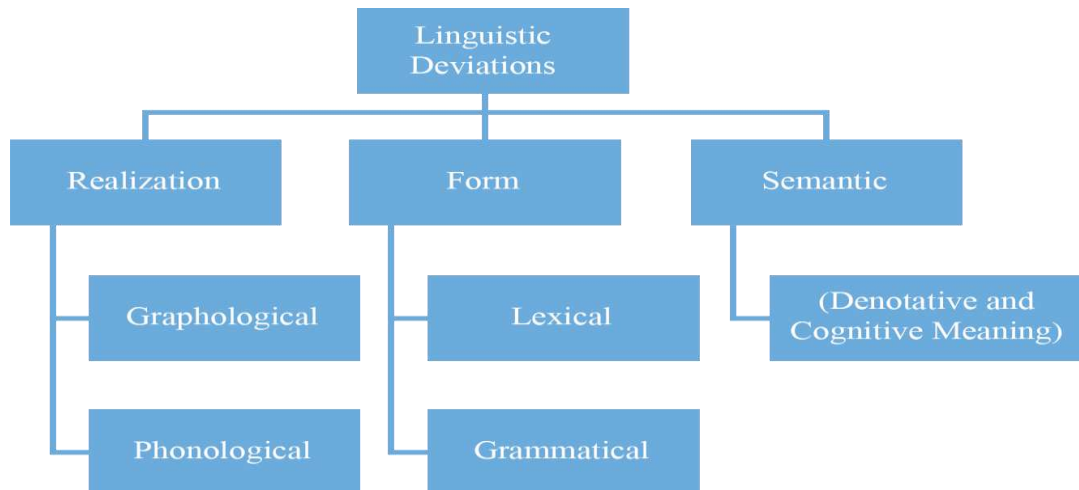 Linguistic
Deviations
Realization
Form
Semantic
Graphological
Lexical
(Denotative and
Cognitive Meaning)
Phonological
Grammatical